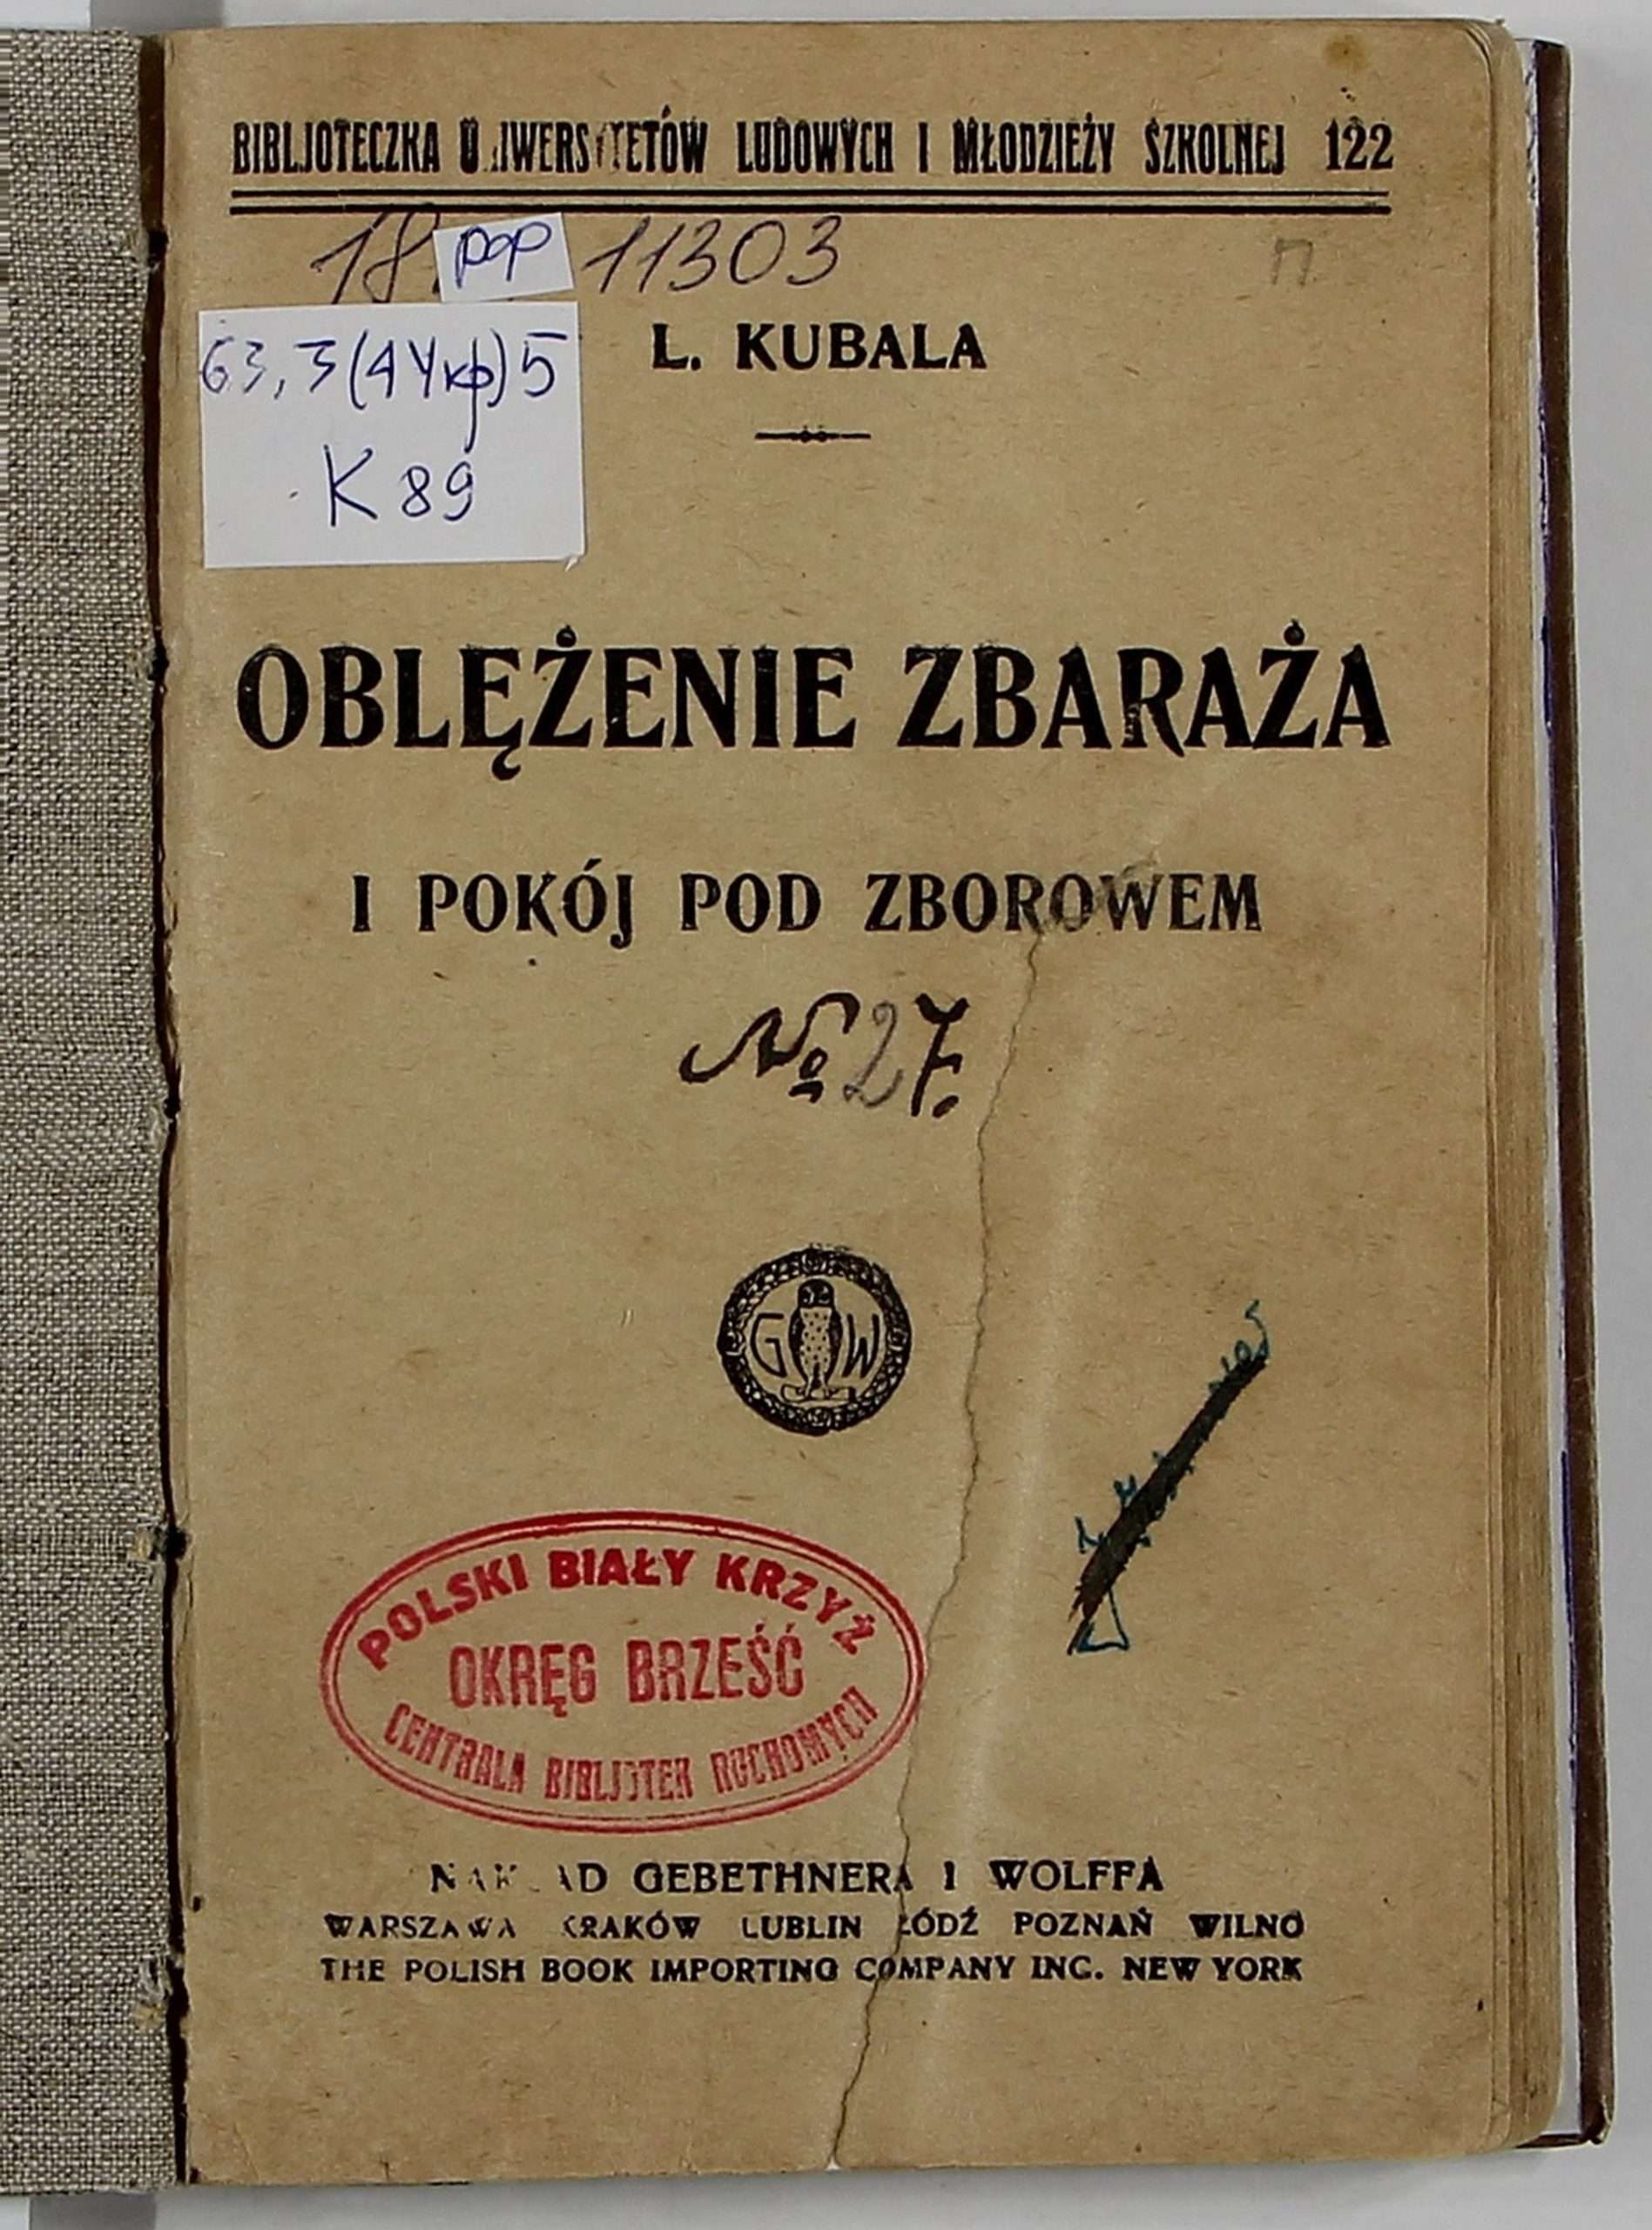 BIBLJOTECZKA UNIWERSYTETÓW LUDOWYCH I MŁODZIEŻY SZKOLNEJ 122
18 рдр 11303
П
63,3(4Укр)5
К 89
L. KUBALA
OBLĘŻENIE ZBARAŻA
I POKÓJ POD ZBOROWEM
№ 27.
G W
POLSKI BIAŁY KRZYŻ
OKRĘG BRZEŚĆ
CENTRALA BIBLJOTEK RUCHOMYCH
NAKŁAD GEBETHNERA I WOLFFA
WARSZAWA KRAKÓW LUBLIN ŁÓDŹ POZNAŃ WILNO
THE POLISH BOOK IMPORTING COMPANY INC. NEW YORK